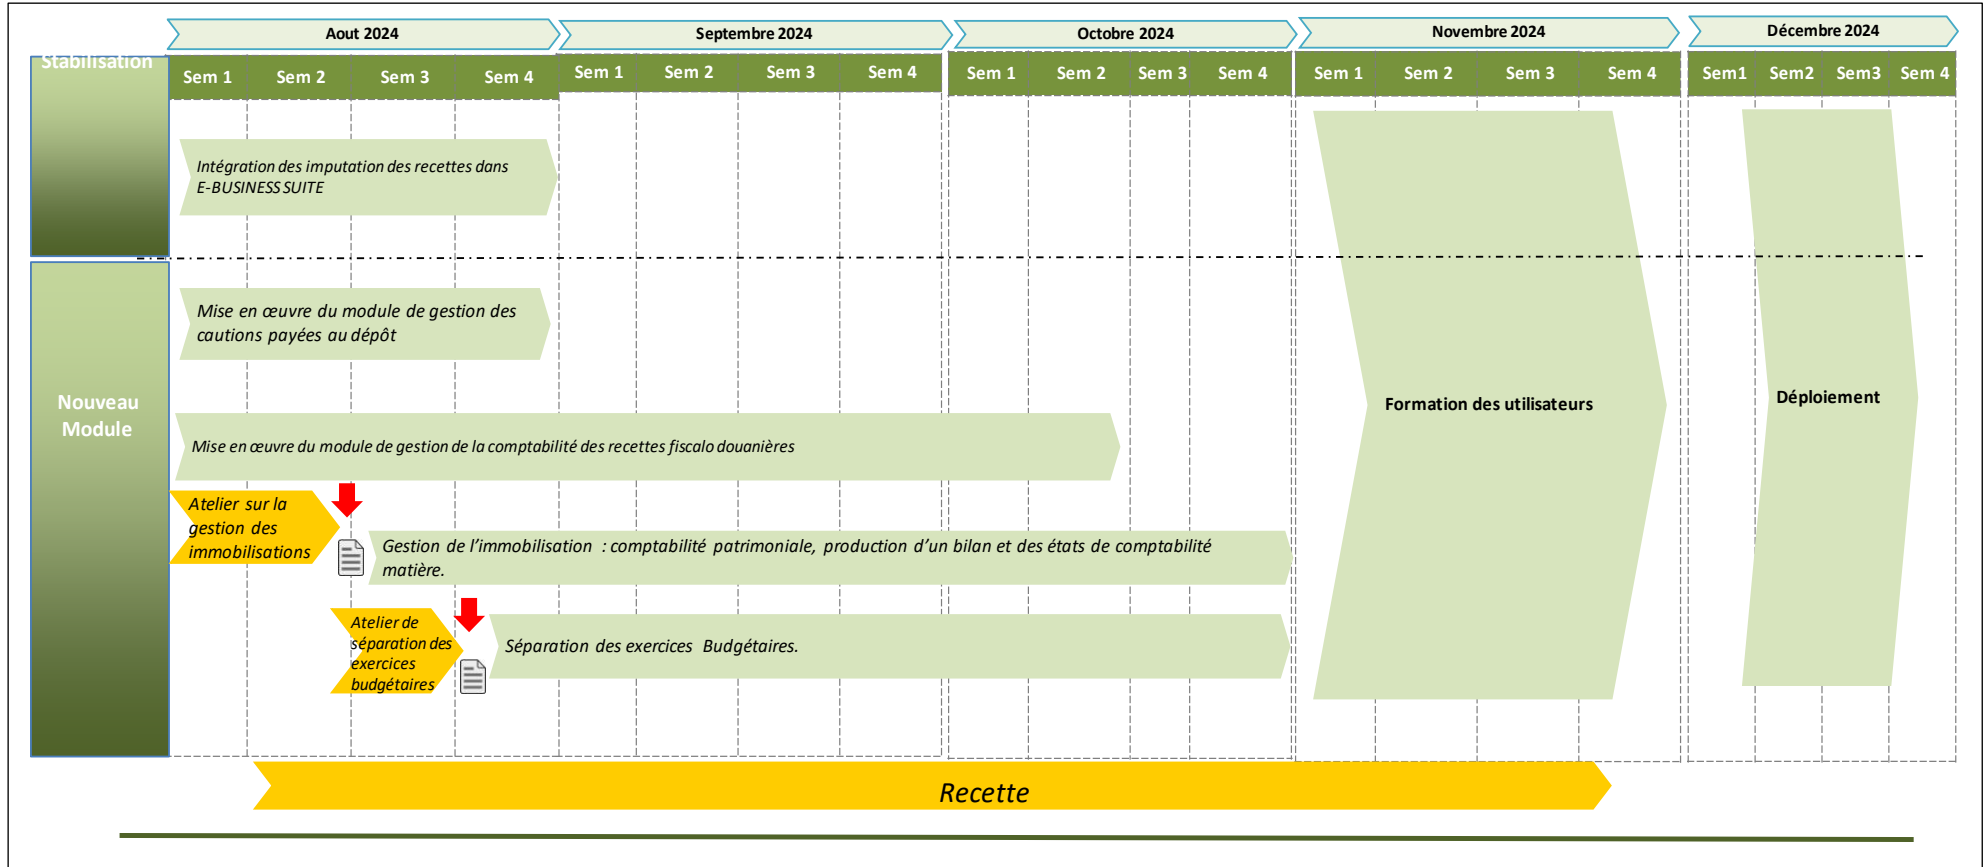 Aout 2024
Septembre 2024
Octobre 2024
Novembre 2024
Décembre 2024
Stabilisation
Sem 1 Sem 2 Sem 3 Sem 4
Sem 1 Sem 2 Sem 3 Sem 4
Sem 1 Sem 2 Sem 3 Sem 4
Sem 1 Sem 2 Sem 3 Sem 4
Sem1 Sem2 Sem3 Sem 4
Intégration des imputation des recettes dans
E-BUSINESS SUITE
Mise en œuvre du module de gestion des
cautions payées au dépôt
Nouveau
Module
Formation des utilisateurs
Déploiement
Mise en œuvre du module de gestion de la comptabilité des recettes fiscalo douanières
Atelier sur la
gestion des
immobilisations
Gestion de l’immobilisation : comptabilité patrimoniale, production d’un bilan et des états de comptabilité
matière.
Atelier de
séparation des
exercices
budgétaires
Séparation des exercices Budgétaires.
Recette